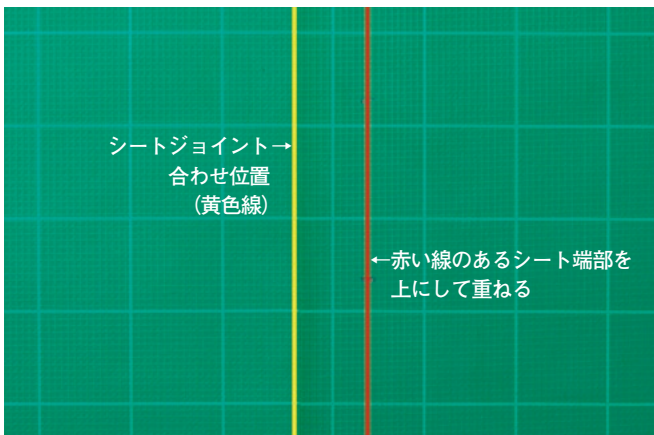 シートジョイント→
合わせ位置
(黄色線)
←赤い線のあるシート端部を
上にして重ねる